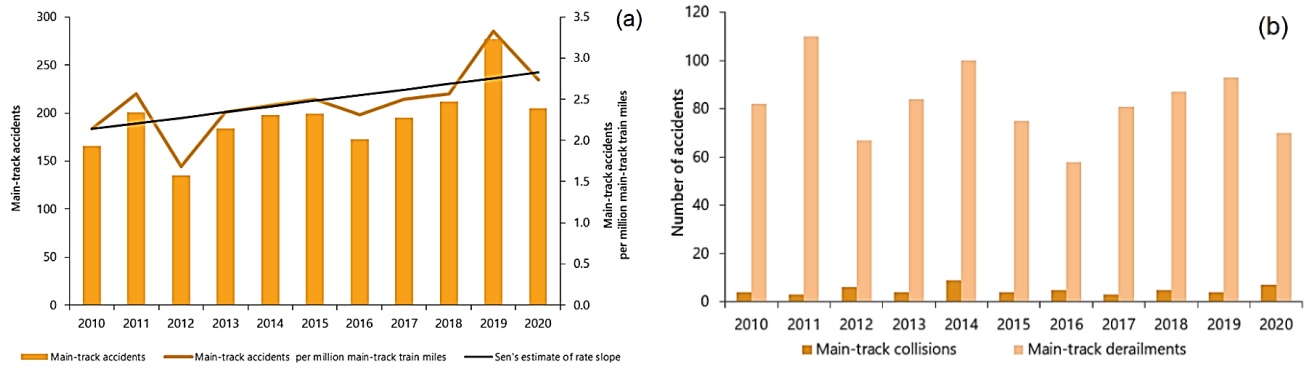 (a)
300
250
200
150
100
50
0
Main-track accidents
3.5
3.0
2.5
2.0
1.5
1.0
0.5
0.0
Main-track accidents
per million main-track train miles
2010 2011 2012 2013 2014 2015 2016 2017 2018 2019 2020
Main-track accidents Main-track accidents per million main-track train miles Sen's estimate of rate slope
(b)
120
100
80
60
40
20
0
Number of accidents
2010 2011 2012 2013 2014 2015 2016 2017 2018 2019 2020
Main-track collisions Main-track derailments